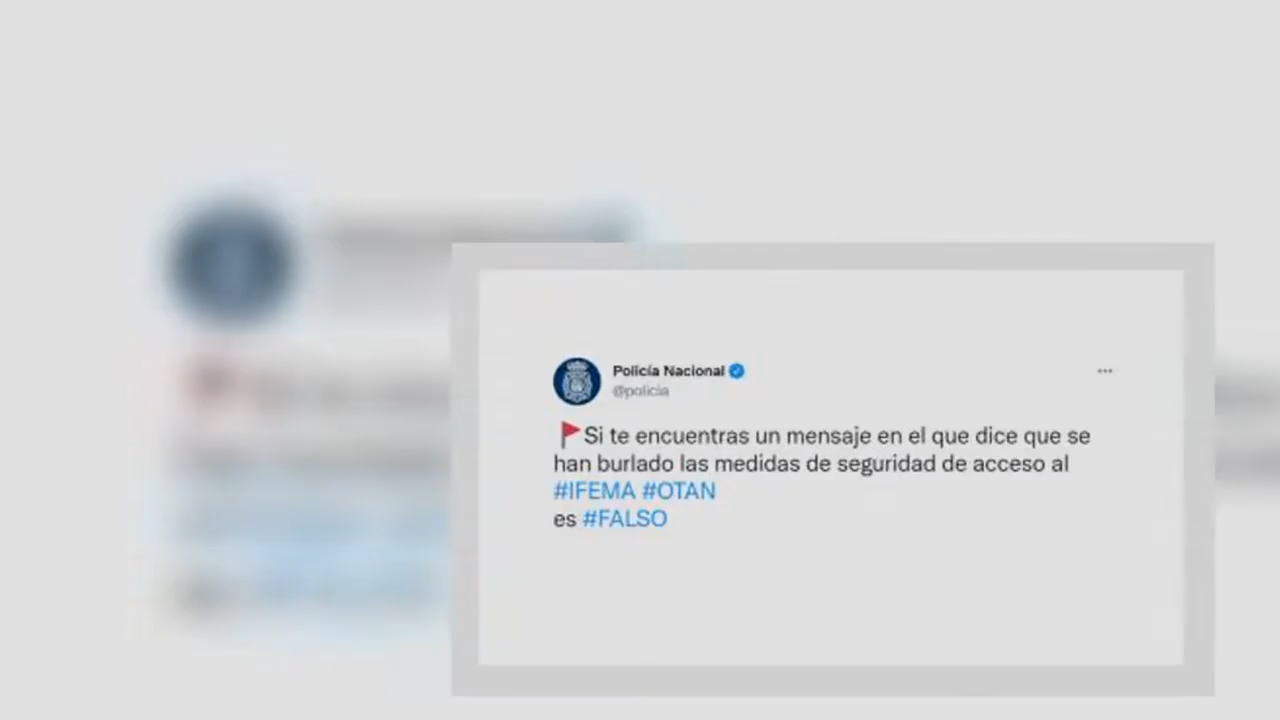 Policía Nacional
@policia
Si te encuentras un mensaje en el que dice que se
han burlado las medidas de seguridad de acceso al
#IFEMA #OTAN
es #FALSO